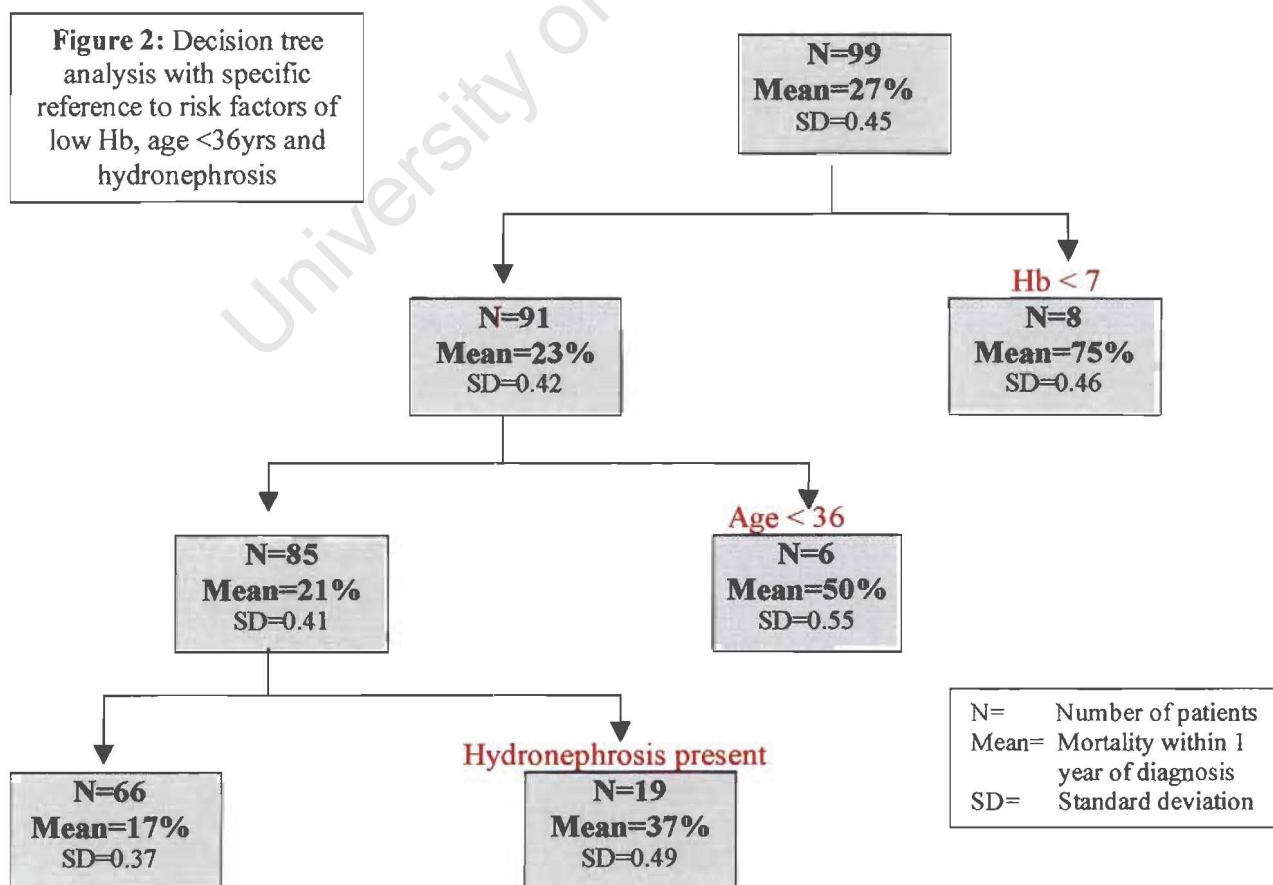 Figure 2: Decision tree
analysis with specific
reference to risk factors of
low Hb, age <36yrs and
hydronephrosis
University o
N=99
Mean=27%
SD=0.45
N=91
Mean=23%
SD=0.42
Hb < 7
N=8
Mean=75%
SD=0.46
N=85
Mean=21%
SD=0.41
Age < 36
N=6
Mean=50%
SD=0.55
N=66
Mean=17%
SD=0.37
Hydronephrosis present
N=19
Mean=37%
SD=0.49
N= Number of patients
Mean= Mortality within 1
year of diagnosis
SD= Standard deviation